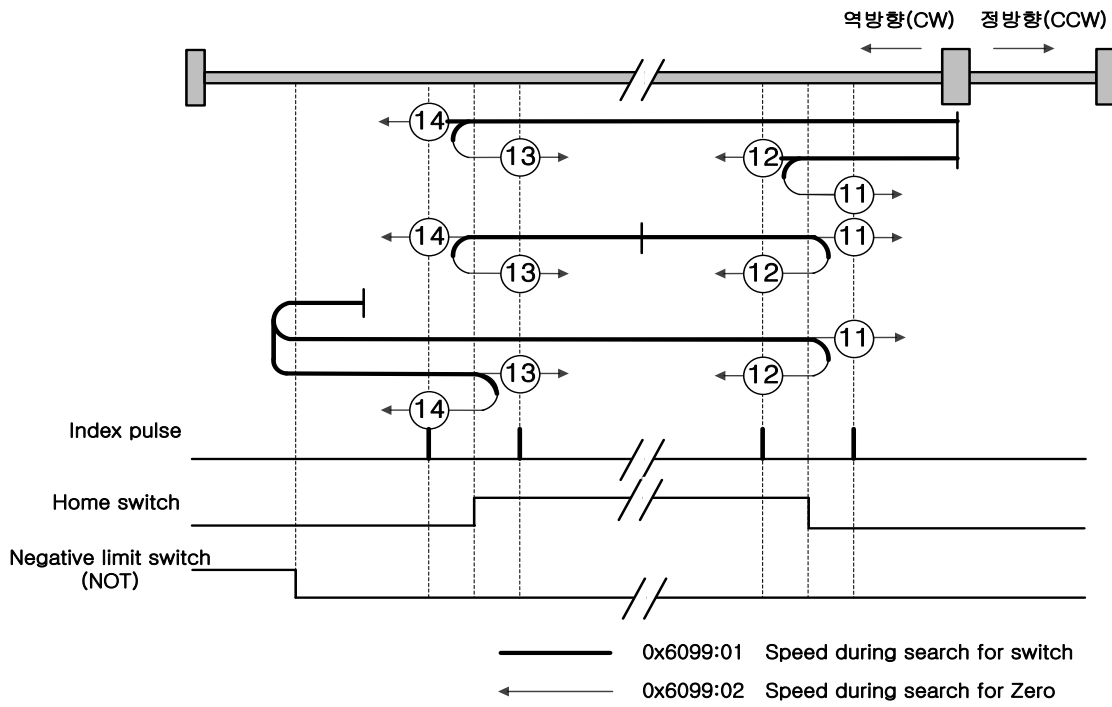 역방향(CW) 정방향(CCW)
14
13
12
11
14
11
13
12
11
13
12
14
Index pulse
Home switch
Negative limit switch
(NOT)
0x6099:01 Speed during search for switch
0x6099:02 Speed during search for Zero